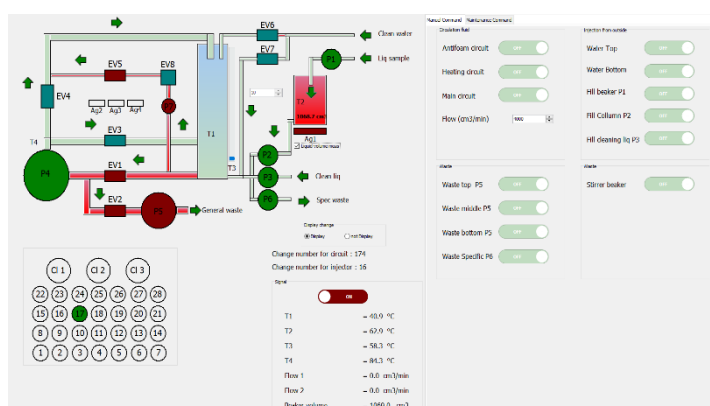 Manual Command Maintenance Command
EV6
Clean water
EV7
Liq sample
P1
EV5
EV8
EV4
Ag2 Ag3 Ag4
T2
T1
EV3
T4
Ag1
Liquid volume reset
P4
EV1
T3
P2
P3
Clean liq
EV2
P5
General waste
P6
Spec waste
Display change
Display
not Display
Change number for circuit : 174
Change number for injector : 16
Signal
ON
T1 = 40.9 °C
T2 = 62.9 °C
T3 = 58.3 °C
T4 = 84.3 °C
Flow 1 = 0.0 cm3/min
Flow 2 = 0.0 cm3/min
Beaker volume 1060.0 cm3
Cl 1 Cl 2 Cl 3
22 23 24 25 26 27 28
15 16 17 18 19 20 21
8 9 10 11 12 13 14
1 2 3 4 5 6 7
Circulation fluid
Antifoam circuit OFF
Heating circuit OFF
Main circuit OFF
Flow (cm3/min) 1000
Injection from outside
Water Top OFF
Water Bottom OFF
Fill beaker P1 OFF
Fill Column P2 OFF
Fill cleaning liq P3 OFF
Waste
Waste top P5 OFF
Waste middle P5 OFF
Waste bottom P5 OFF
Waste Specific P6 OFF
Waste
Stirrer beaker OFF